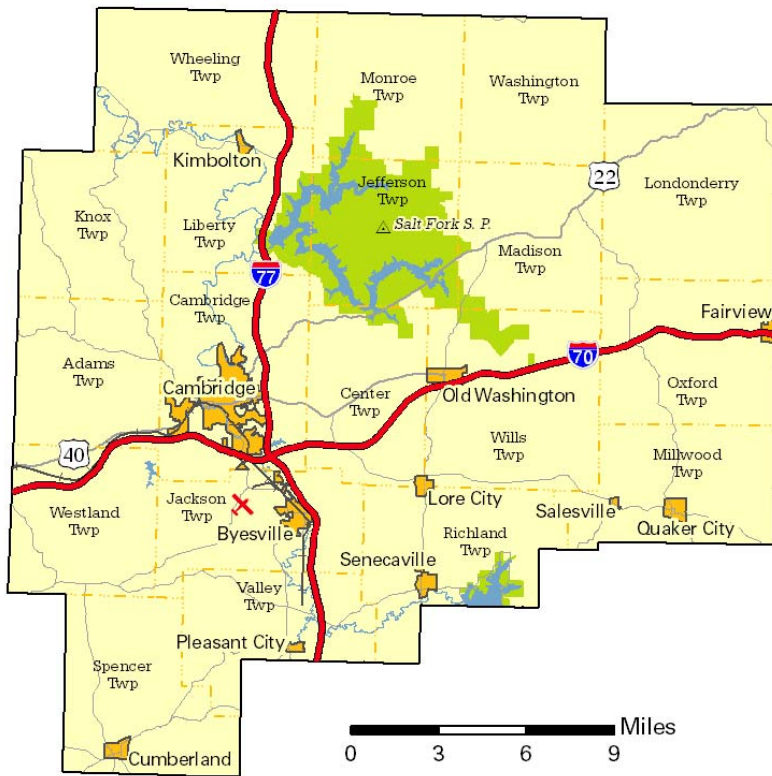 Wheeling
Twp
Monroe
Twp
Washington
Twp
Kimbolton
22
Londonderry
Twp
Jefferson
Twp
Knox
Twp
Liberty
Twp
Salt Fork S. P.
Madison
Twp
77
Cambridge
Twp
Fairview
70
Adams
Twp
Cambridge
Center
Twp
Old Washington
Oxford
Twp
40
Wills
Twp
Millwood
Twp
Westland
Twp
Jackson
Twp
Byesville
Lore City
Salesville
Quaker City
Richland
Twp
Senecaville
Valley
Twp
Pleasant City
Spencer
Twp
Cumberland
Miles
0 3 6 9